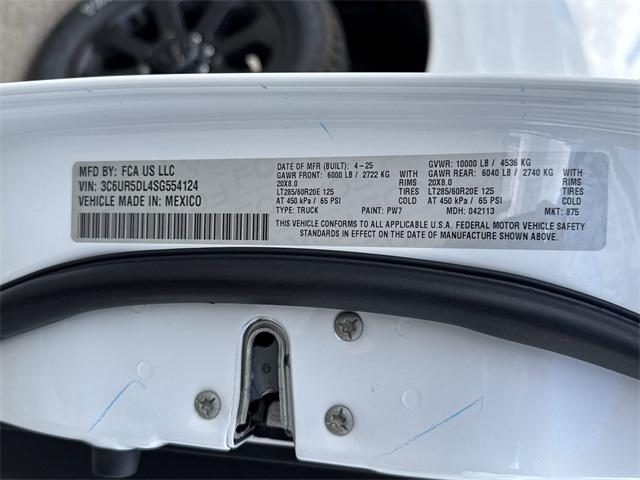 MFD BY: FCA US LLC
VIN: 3C6UR5DL4SG554124
VEHICLE MADE IN: MEXICO
DATE OF MFR (BUILT): 4-25 GVWR: 10000 LB / 4536 KG
GAWR FRONT: 6000 LB / 2722 KG WITH GAWR REAR: 6040 LB / 2740 KG WITH
20X8.0 RIMS 20X8.0 RIMS
LT285/60R20E 125 TIRES LT285/60R20E 125 TIRES
AT 450 kPa / 65 PSI COLD AT 450 kPa / 65 PSI COLD
TYPE: TRUCK PAINT: PW7 MDH: 042113 MKT: 875
THIS VEHICLE CONFORMS TO ALL APPLICABLE U.S.A. FEDERAL MOTOR VEHICLE SAFETY
STANDARDS IN EFFECT ON THE DATE OF MANUFACTURE SHOWN ABOVE.